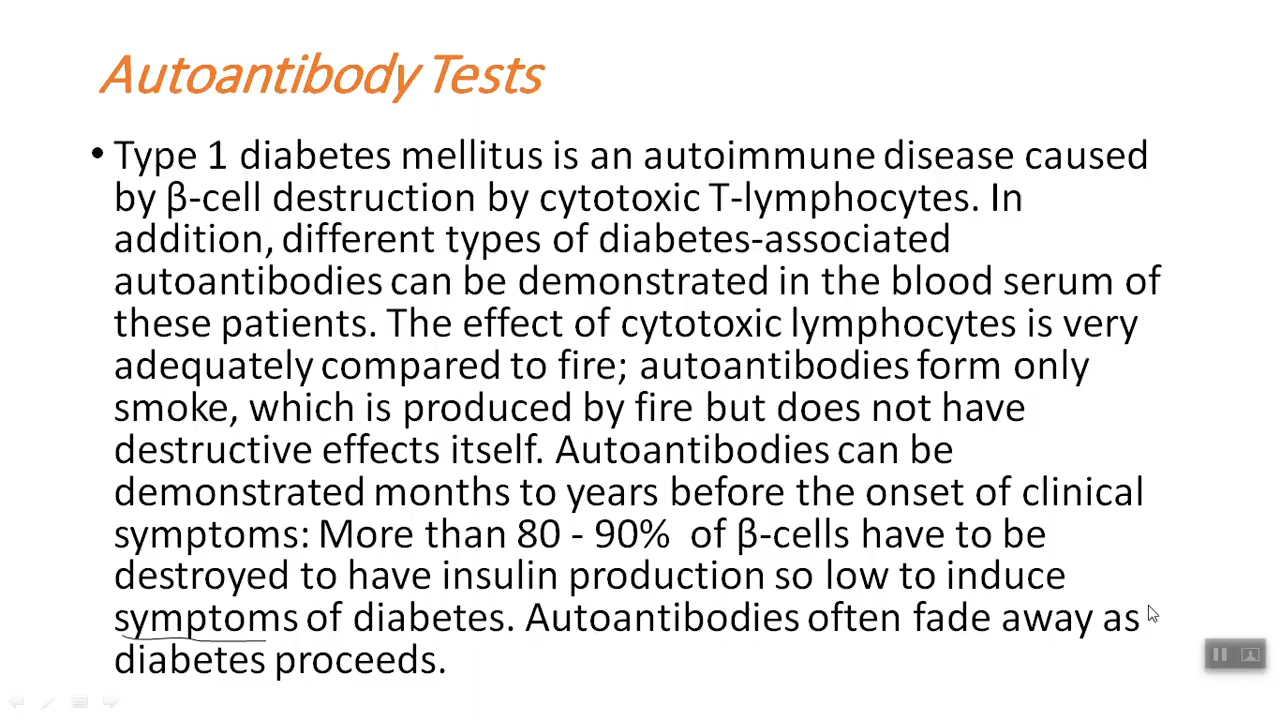 Autoantibody Tests
• Type 1 diabetes mellitus is an autoimmune disease caused
by β-cell destruction by cytotoxic T-lymphocytes. In
addition, different types of diabetes-associated
autoantibodies can be demonstrated in the blood serum of
these patients. The effect of cytotoxic lymphocytes is very
adequately compared to fire; autoantibodies form only
smoke, which is produced by fire but does not have
destructive effects itself. Autoantibodies can be
demonstrated months to years before the onset of clinical
symptoms: More than 80 - 90% of β-cells have to be
destroyed to have insulin production so low to induce
symptoms of diabetes. Autoantibodies often fade away as
diabetes proceeds.